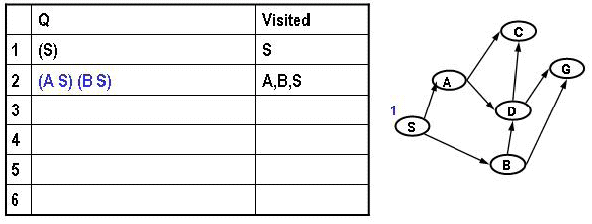 Q Visited
1 (S) S
2 (A S) (B S) A,B,S
3
4
5
6
C
G
A
D
1
S
B